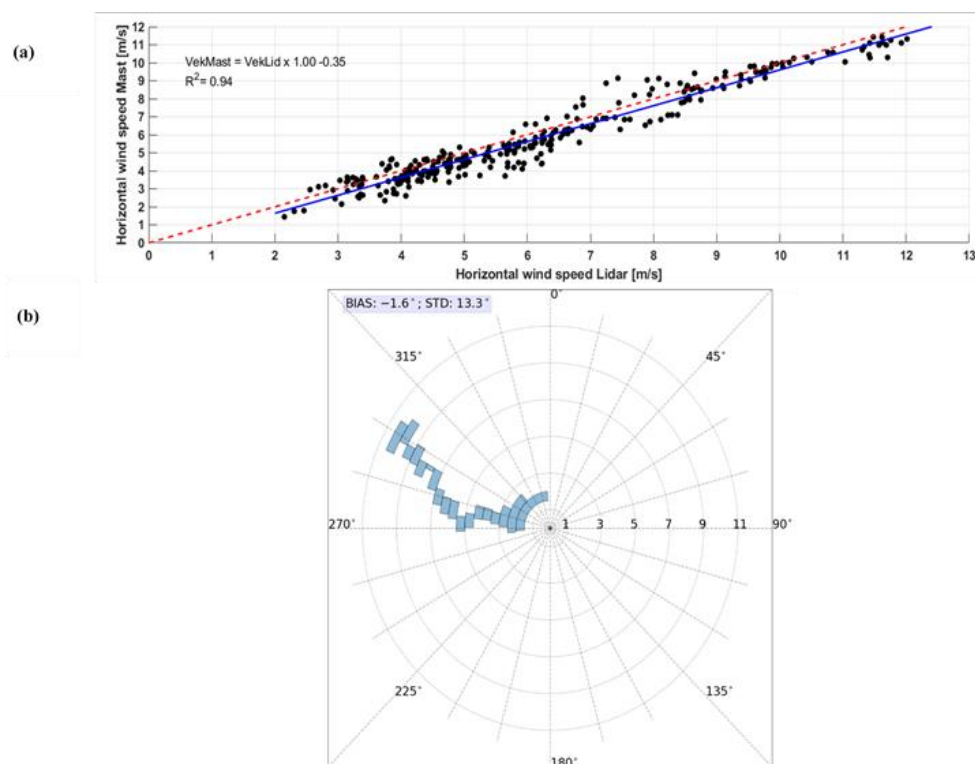 (a)
12
11
10
9
8
7
6
5
4
3
2
1
0
Horizontal wind speed Mast [m/s]
VekMast = VekLid x 1.00 -0.35
R²= 0.94
0 1 2 3 4 5 6 7 8 9 10 11 12 13
Horizontal wind speed Lidar [m/s]
(b)
BIAS: −1.6°; STD: 13.3°
0°
315° 45°
270° 1 3 5 7 9 11 90°
225° 135°
180°